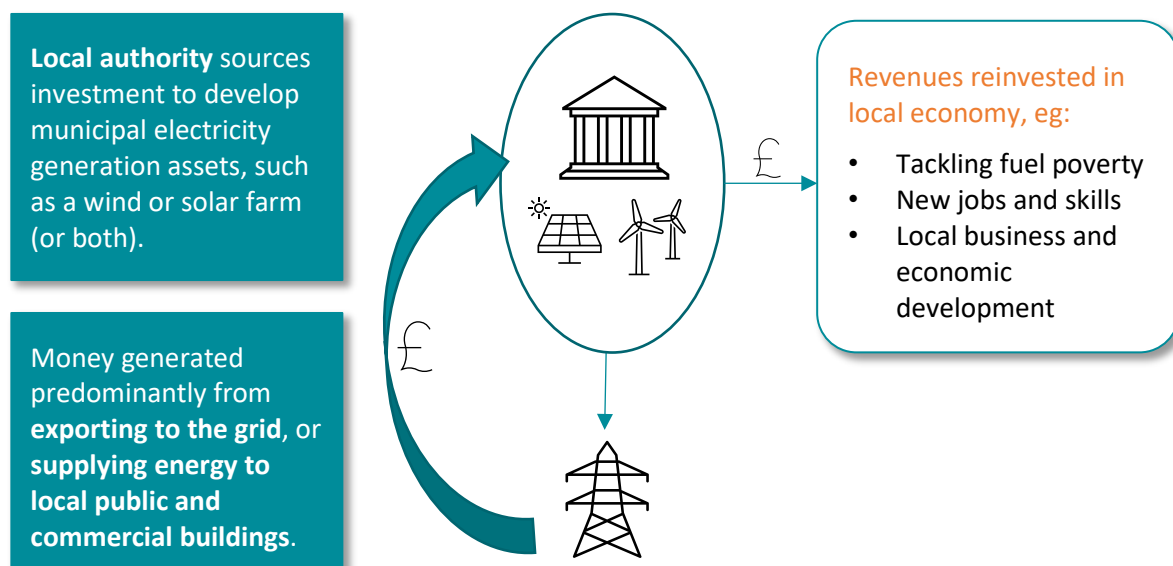 Local authority sources
investment to develop
municipal electricity
generation assets, such
as a wind or solar farm
(or both).
Money generated
predominantly from
exporting to the grid, or
supplying energy to
local public and
commercial buildings.
£
£
Revenues reinvested in
local economy, eg:
• Tackling fuel poverty
• New jobs and skills
• Local business and
economic
development